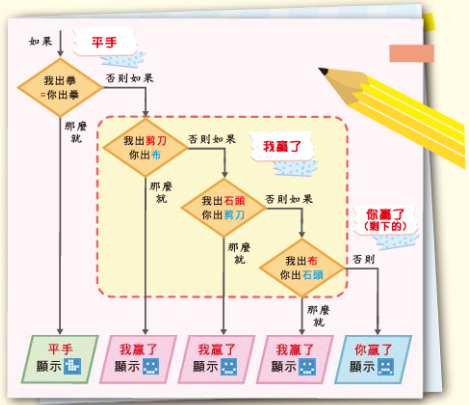 如果
平手
我出拳
=你出拳
否則如果
那麼
就
我出剪刀
你出布
否則如果
我贏了
那麼
就
我出石頭
你出剪刀
否則如果
你贏了
(剩下的)
那麼
就
我出布
你出石頭
否則
那麼
就
平手
顯示
我贏了
顯示
我贏了
顯示
我贏了
顯示
你贏了
顯示